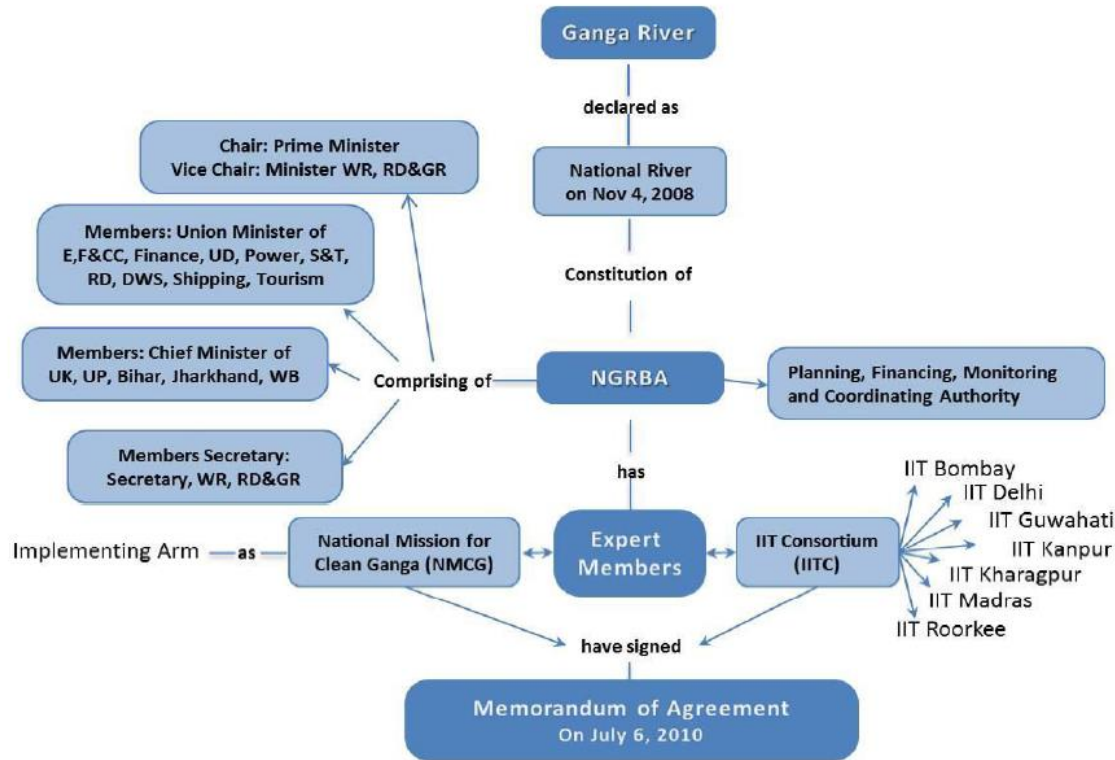 Ganga River
declared as
National River
on Nov 4, 2008
Constitution of
NGRBA
Planning, Financing, Monitoring
and Coordinating Authority
Comprising of
Chair: Prime Minister
Vice Chair: Minister WR, RD&GR
Members: Union Minister of
E,F&CC, Finance, UD, Power, S&T,
RD, DWS, Shipping, Tourism
Members: Chief Minister of
UK, UP, Bihar, Jharkhand, WB
Members Secretary:
Secretary, WR, RD&GR
has
Expert
Members
National Mission for
Clean Ganga (NMCG)
as
Implementing Arm
IIT Consortium
(IITC)
IIT Bombay
IIT Delhi
IIT Guwahati
IIT Kanpur
IIT Kharagpur
IIT Madras
IIT Roorkee
have signed
Memorandum of Agreement
On July 6, 2010